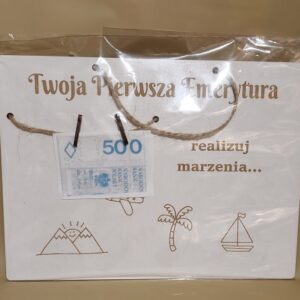 Twoja Pierwsza Emerytura
500
realizuj
marzenia...